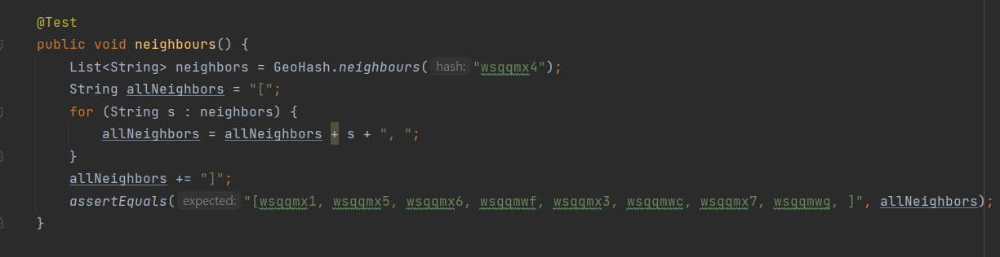 @Test
public void neighbours() {
List<String> neighbors = GeoHash.neighbours( hash: "wsqqmx4");
String allNeighbors = "[";
for (String s : neighbors) {
allNeighbors = allNeighbors + s + ", ";
}
allNeighbors += "]";
assertEquals( expected: "[wsqqmx1, wsqqmx5, wsqqmx6, wsqqmwf, wsqqmx3, wsqqmwc, wsqqmx7, wsqqmwg, ]", allNeighbors);
}